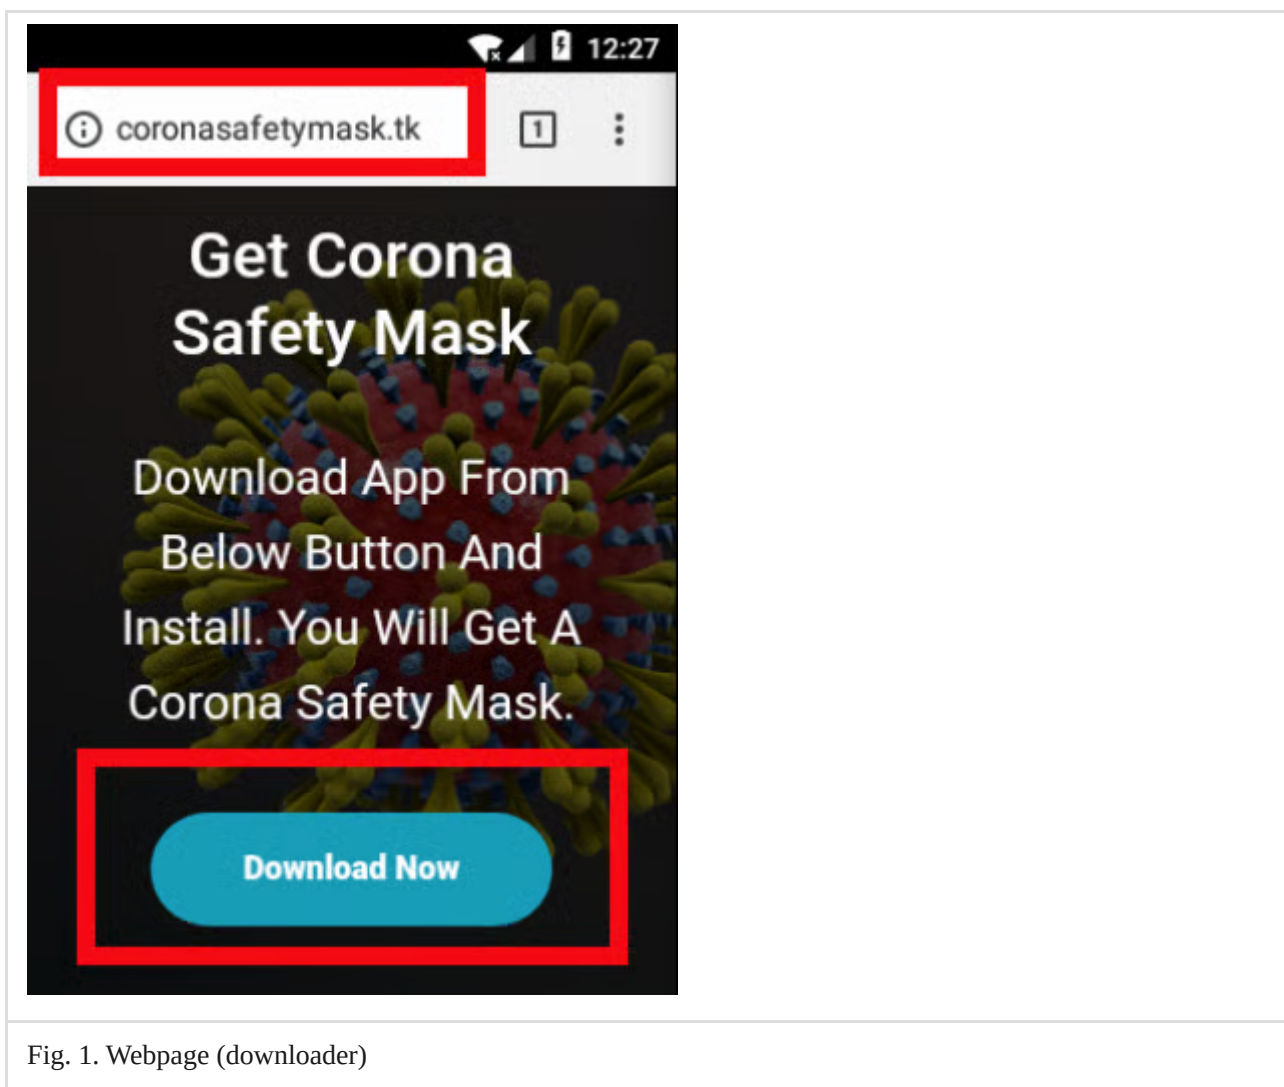 12:27
coronasafetymask.tk
1
Get Corona
Safety Mask
Download App From
Below Button And
Install. You Will Get A
Corona Safety Mask.
Download Now
Fig. 1. Webpage (downloader)